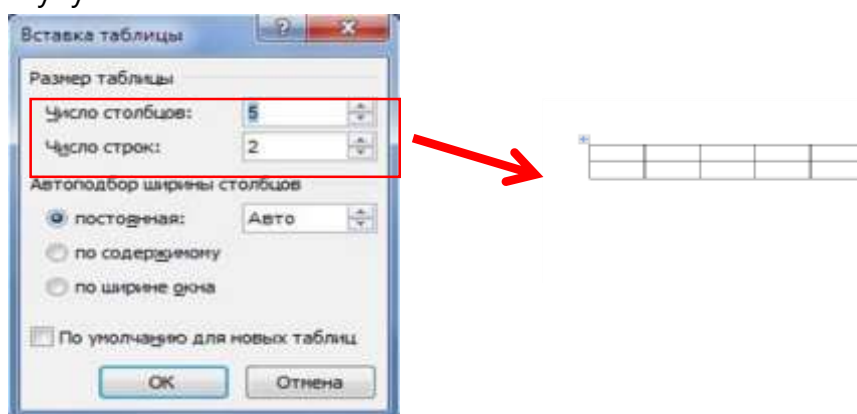 Вставка таблицы
Размер таблицы
Число столбцов: 5
Число строк: 2
Автоподбор ширины столбцов
постоянная: Авто
по содержимому
по ширине окна
По умолчанию для новых таблиц
ОК Отмена